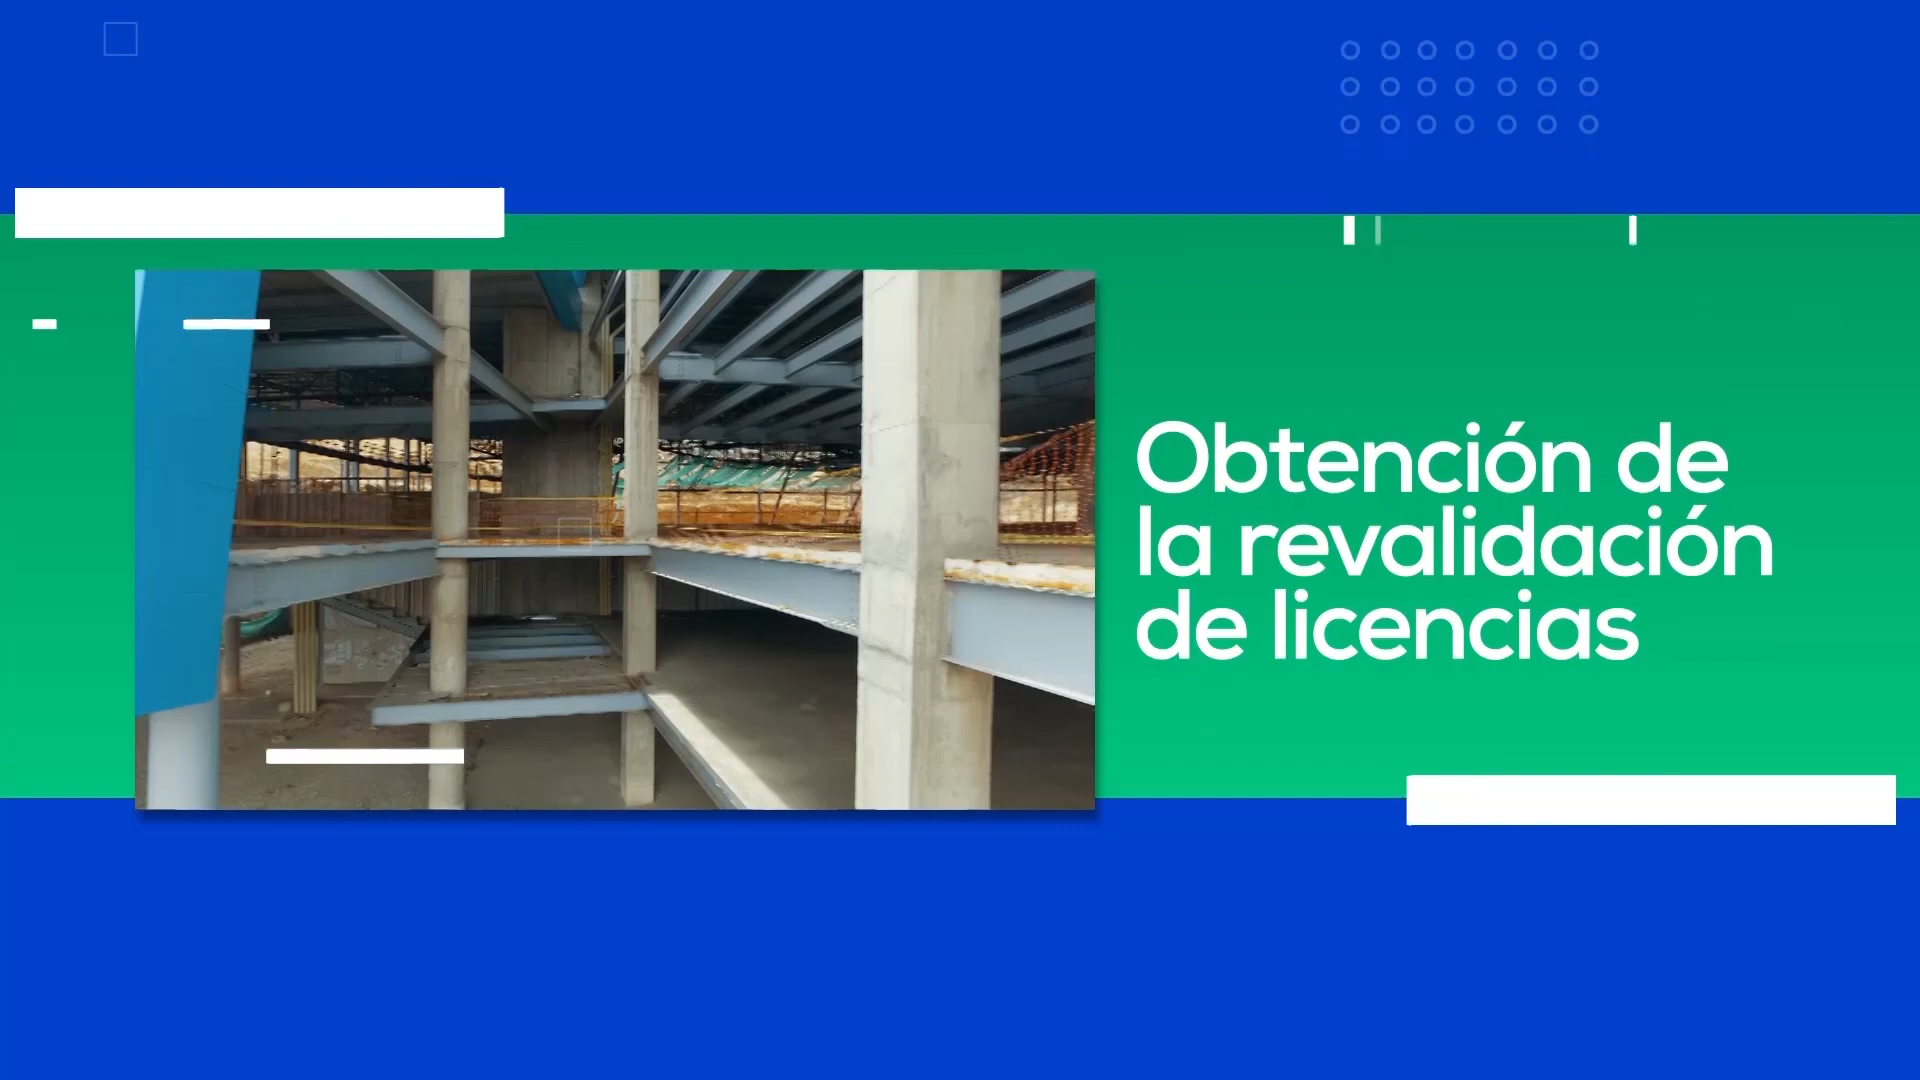 Obtención de
la revalidación
de licencias